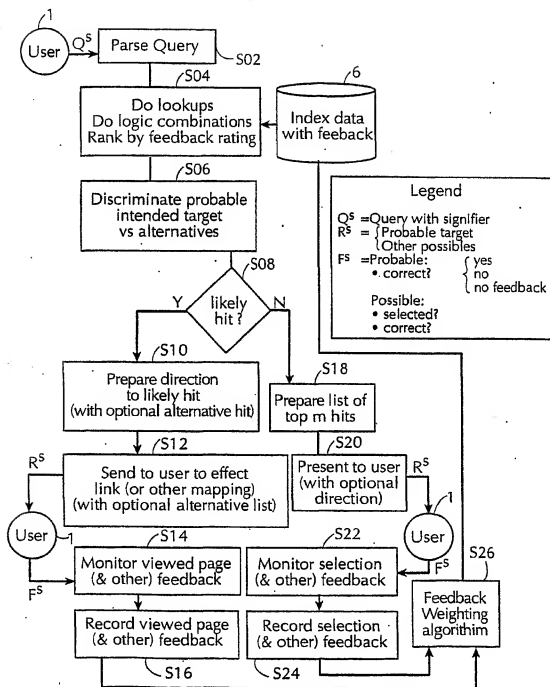 1
User
Qˢ
Parse Query
S02
S04
Do lookups
Do logic combinations
Rank by feedback rating
6
Index data
with feeback
S06
Discriminate probable
intended target
vs alternatives
Legend
Qˢ =Query with signifier
Rˢ = { Probable target
Other possibles
Fˢ =Probable:
• correct?
{ yes
no
no feedback
Possible:
• selected?
• correct?
S08
likely
hit?
Y
N
S10
Prepare direction
to likely hit
(with optional alternative hit)
S18
Prepare list of
top m hits
S12
Send to user to effect
link (or other mapping)
(with optional alternative list)
S20
Present to user
(with optional
direction)
Rˢ
Rˢ
User
1
Fˢ
1
User
Fˢ
S14
Monitor viewed page
(& other) feedback
S22
Monitor selection
(& other) feedback
S26
Feedback
Weighting
algorithim
Record viewed page
(& other) feedback
S16
Record selection
(& other) feedback
S24